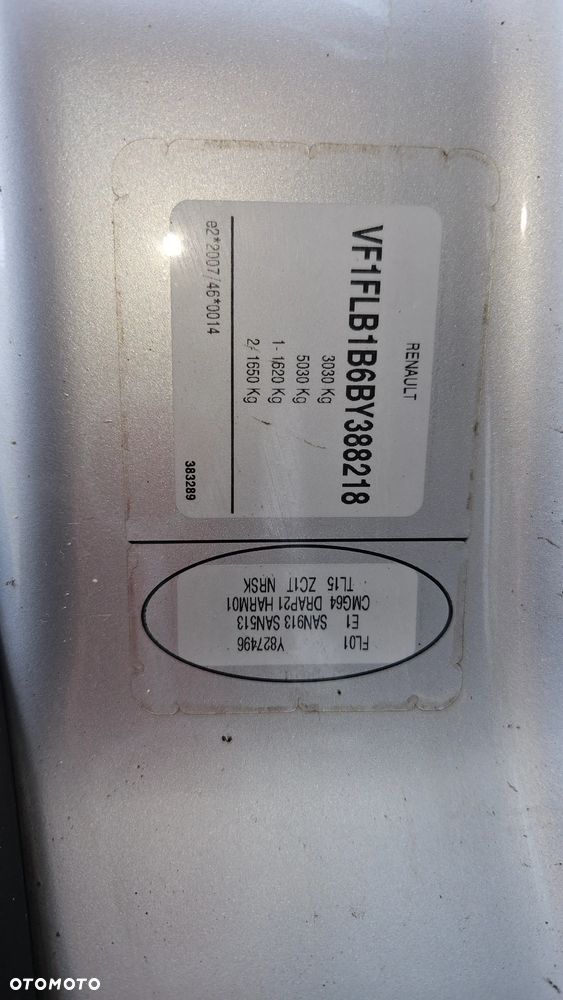 RENAULT
VF1FLB1B6BY388218
3030 Kg
5030 Kg
1- 1620 Kg
2- 1650 Kg
e2*2007/46*0014
383289
FL01 Y827496
E1 SAN913 SAN513
CMG64 DRAP21 HARM01
TL15 ZC1T NRSK
OTOMOTO